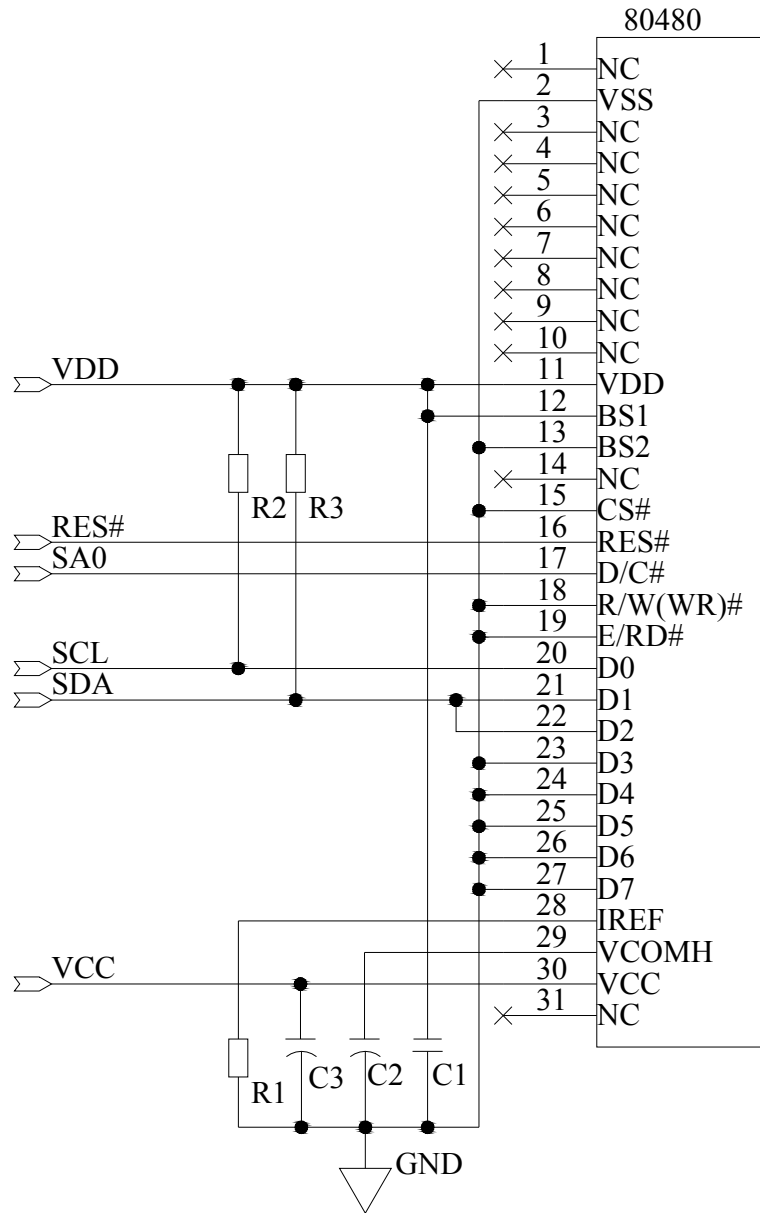 80480
1 NC
2 VSS
3 NC
4 NC
5 NC
6 NC
7 NC
8 NC
9 NC
10 NC
VDD 11 VDD
12 BS1
13 BS2
14 NC
R2 R3
15 CS#
RES# 16 RES#
SA0 17 D/C#
18 R/W(WR)#
19 E/RD#
SCL 20 D0
SDA 21 D1
22 D2
23 D3
24 D4
25 D5
26 D6
27 D7
28 IREF
29 VCOMH
VCC 30 VCC
31 NC
R1 C3 C2 C1
GND